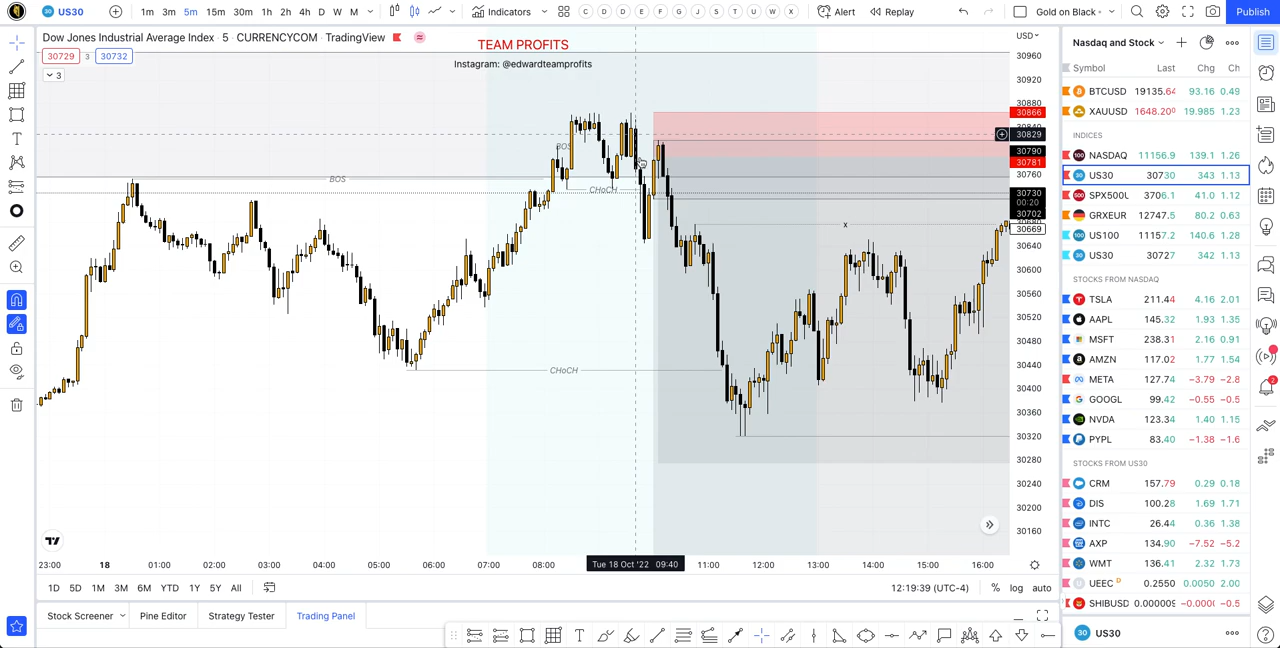 US30 1m 3m 5m 15m 30m 1h 2h 4h D W M Indicators C D D E F G J S T U W X Alert Replay Gold on Black Publish
Dow Jones Industrial Average Index · 5 · CURRENCYCOM · TradingView
30729 3 30732
3
TEAM PROFITS
Instagram: @edwardteamprofits
BOS
BOS
CHoCH
CHoCH
x
USD
30960
30920
30880
30866
30829
30790
30781
30760
30730
00:20
30702
30669
30640
30600
30560
30520
30480
30440
30400
30360
30320
30280
30240
30200
30160
23:00 18 01:00 02:00 03:00 04:00 05:00 06:00 07:00 08:00 Tue 18 Oct '22 09:40 11:00 12:00 13:00 14:00 15:00 16:00
1D 5D 1M 3M 6M YTD 1Y 5Y All 12:19:39 (UTC-4) % log auto
Stock Screener Pine Editor Strategy Tester Trading Panel
Nasdaq and Stock
Symbol Last Chg Ch
BTCUSD 19135.64 93.16 0.49
XAUUSD 1648.200 19.985 1.23
INDICES
NASDAQ 11156.9 139.1 1.26
US30 30730 343 1.13
SPX500U 3706.1 41.0 1.12
GRXEUR 12747.5 80.2 0.63
US100 11157.2 140.6 1.28
US30 30727 342 1.13
STOCKS FROM NASDAQ
TSLA 211.44 4.16 2.01
AAPL 145.32 1.93 1.35
MSFT 238.31 2.16 0.91
AMZN 117.02 1.77 1.54
META 127.74 −3.79 −2.8
GOOGL 99.42 −0.55 −0.5
NVDA 123.34 1.40 1.15
PYPL 83.40 −1.38 −1.6
STOCKS FROM US30
CRM 157.79 0.29 0.18
DIS 100.28 1.69 1.71
INTC 26.44 0.36 1.38
AXP 134.90 −7.52 −5.2
WMT 136.41 2.32 1.73
UEEC D 0.2550 0.0050 2.00
SHIBUSD 0.000009 −0.000 −0.5
US30